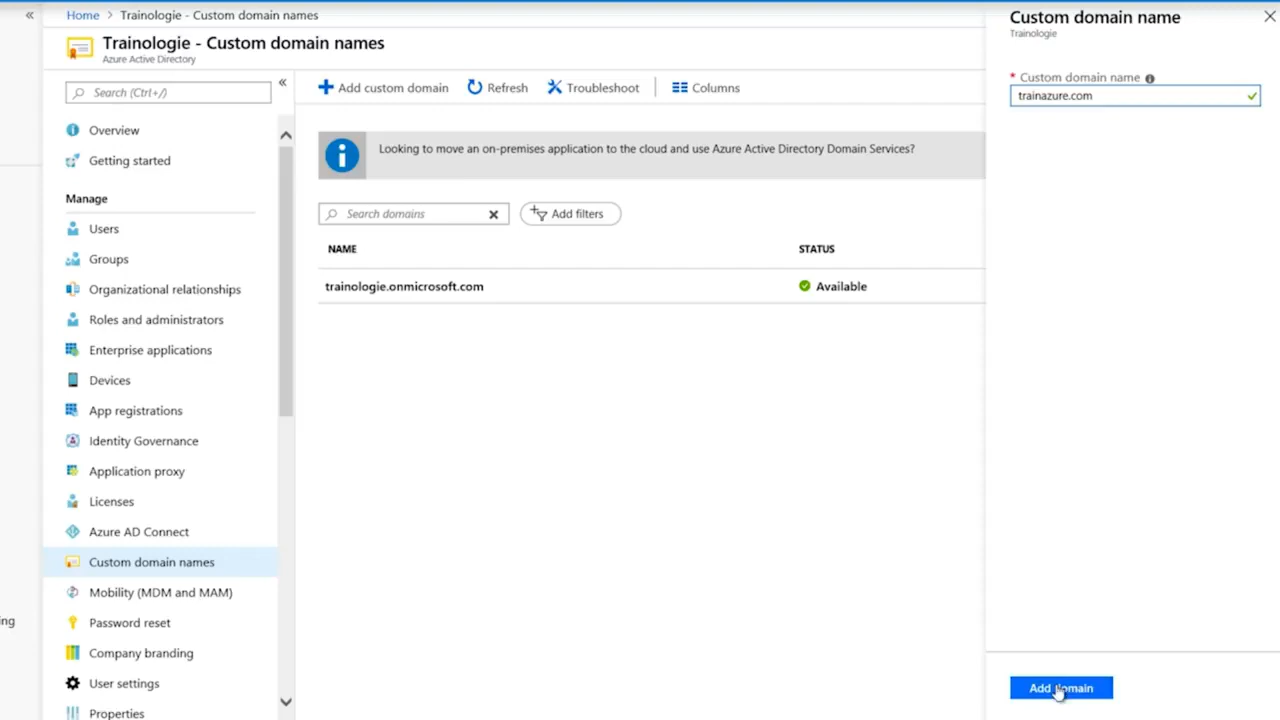 Home > Trainologie - Custom domain names
Trainologie - Custom domain names
Azure Active Directory
Search (Ctrl+/)
Overview
Getting started
Manage
Users
Groups
Organizational relationships
Roles and administrators
Enterprise applications
Devices
App registrations
Identity Governance
Application proxy
Licenses
Azure AD Connect
Custom domain names
Mobility (MDM and MAM)
Password reset
Company branding
User settings
Properties
Add custom domain
Refresh
Troubleshoot
Columns
Looking to move an on-premises application to the cloud and use Azure Active Directory Domain Services?
Search domains
Add filters
NAME STATUS
trainologie.onmicrosoft.com Available
Custom domain name
Trainologie
* Custom domain name
trainazure.com
Add domain